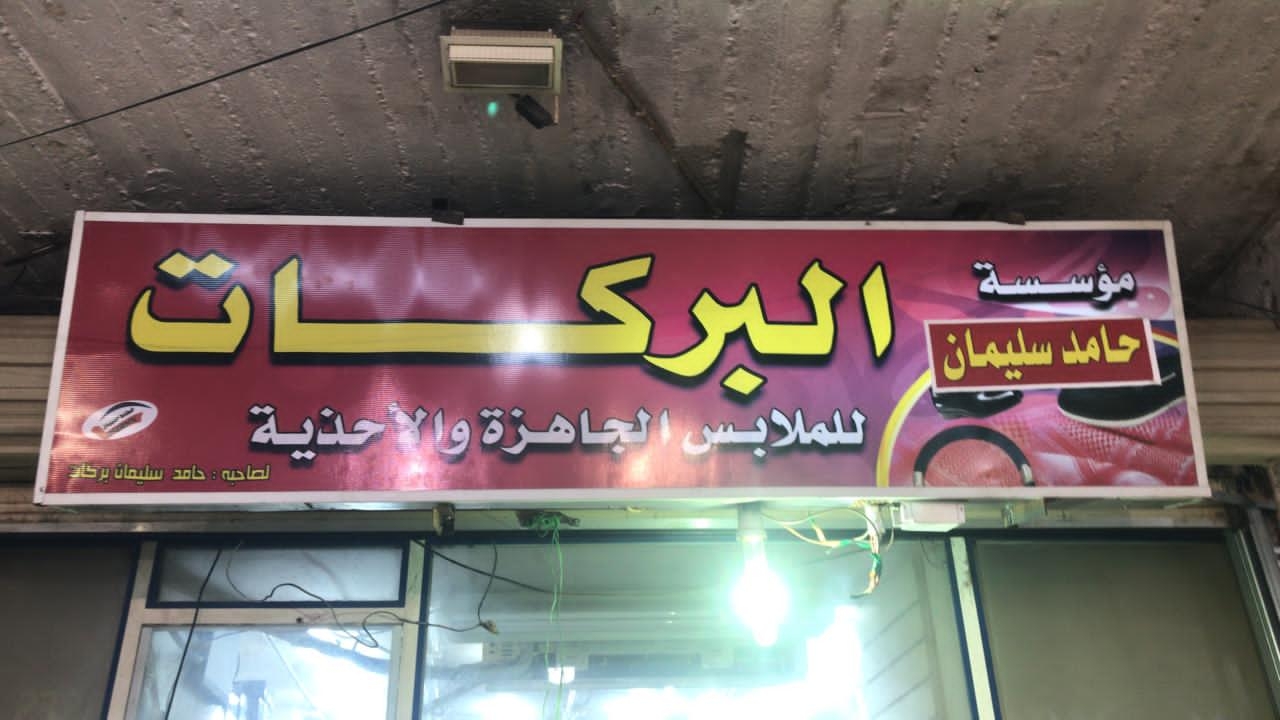 مؤسسة
حامد سليمان
البركات
للملابس الجاهزة والأحذية
لصاحبه : حامد سليمان بركات